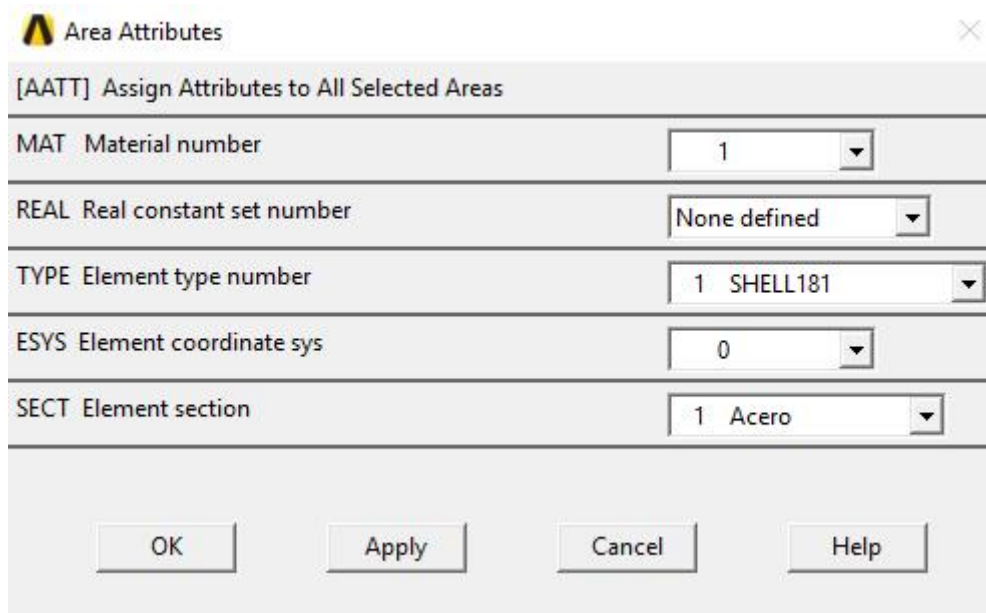 Area Attributes
[AATT] Assign Attributes to All Selected Areas
MAT Material number 1
REAL Real constant set number None defined
TYPE Element type number 1 SHELL181
ESYS Element coordinate sys 0
SECT Element section 1 Acero
OK Apply Cancel Help